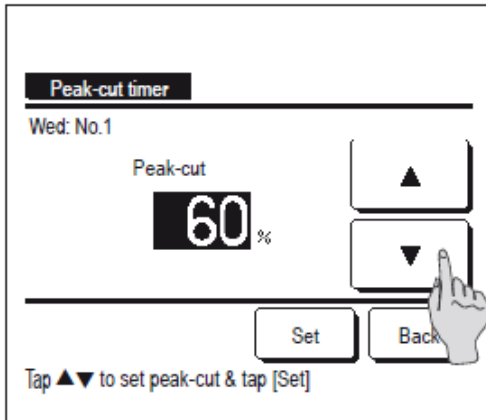 Peak-cut timer
Wed: No.1
Peak-cut
▲
60 %
▼
Set
Back
Tap ▲▼ to set peak-cut & tap [Set]